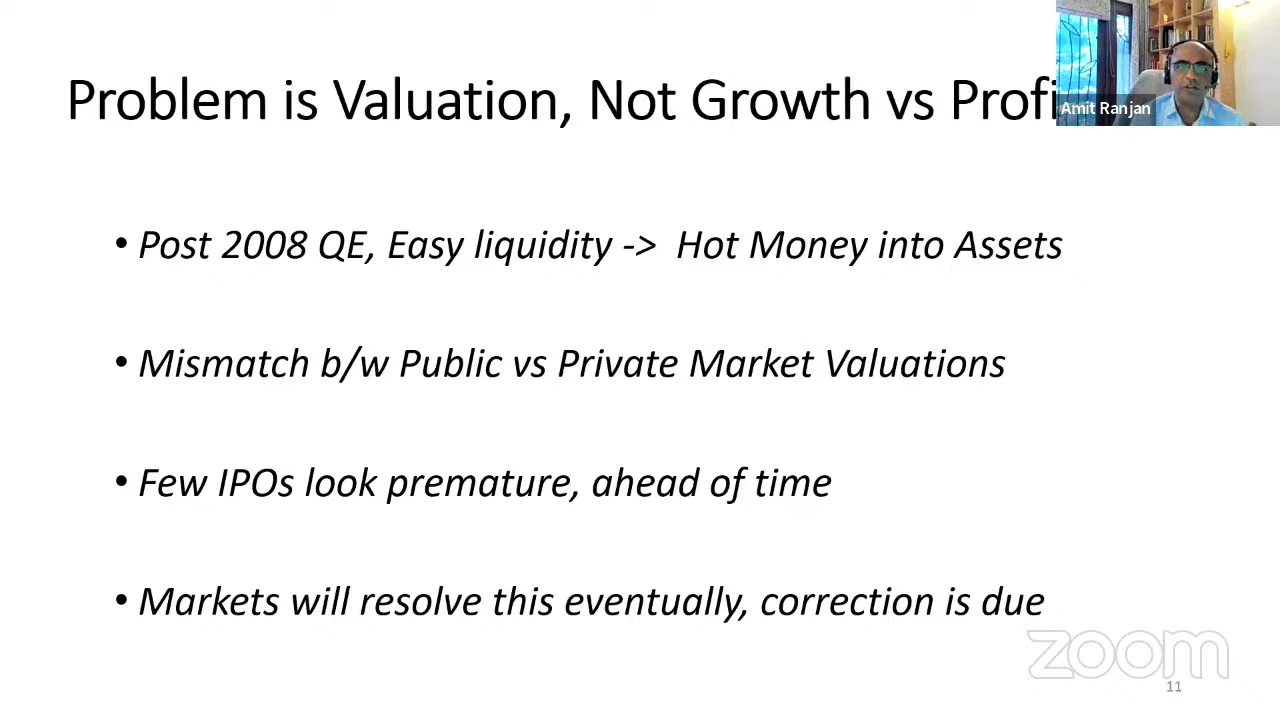 Problem is Valuation, Not Growth vs
Amit Ranjan
• Post 2008 QE, Easy liquidity -> Hot Money into Assets
• Mismatch b/w Public vs Private Market Valuations
• Few IPOs look premature, ahead of time
• Markets will resolve this eventually, correction is due
zoom
11